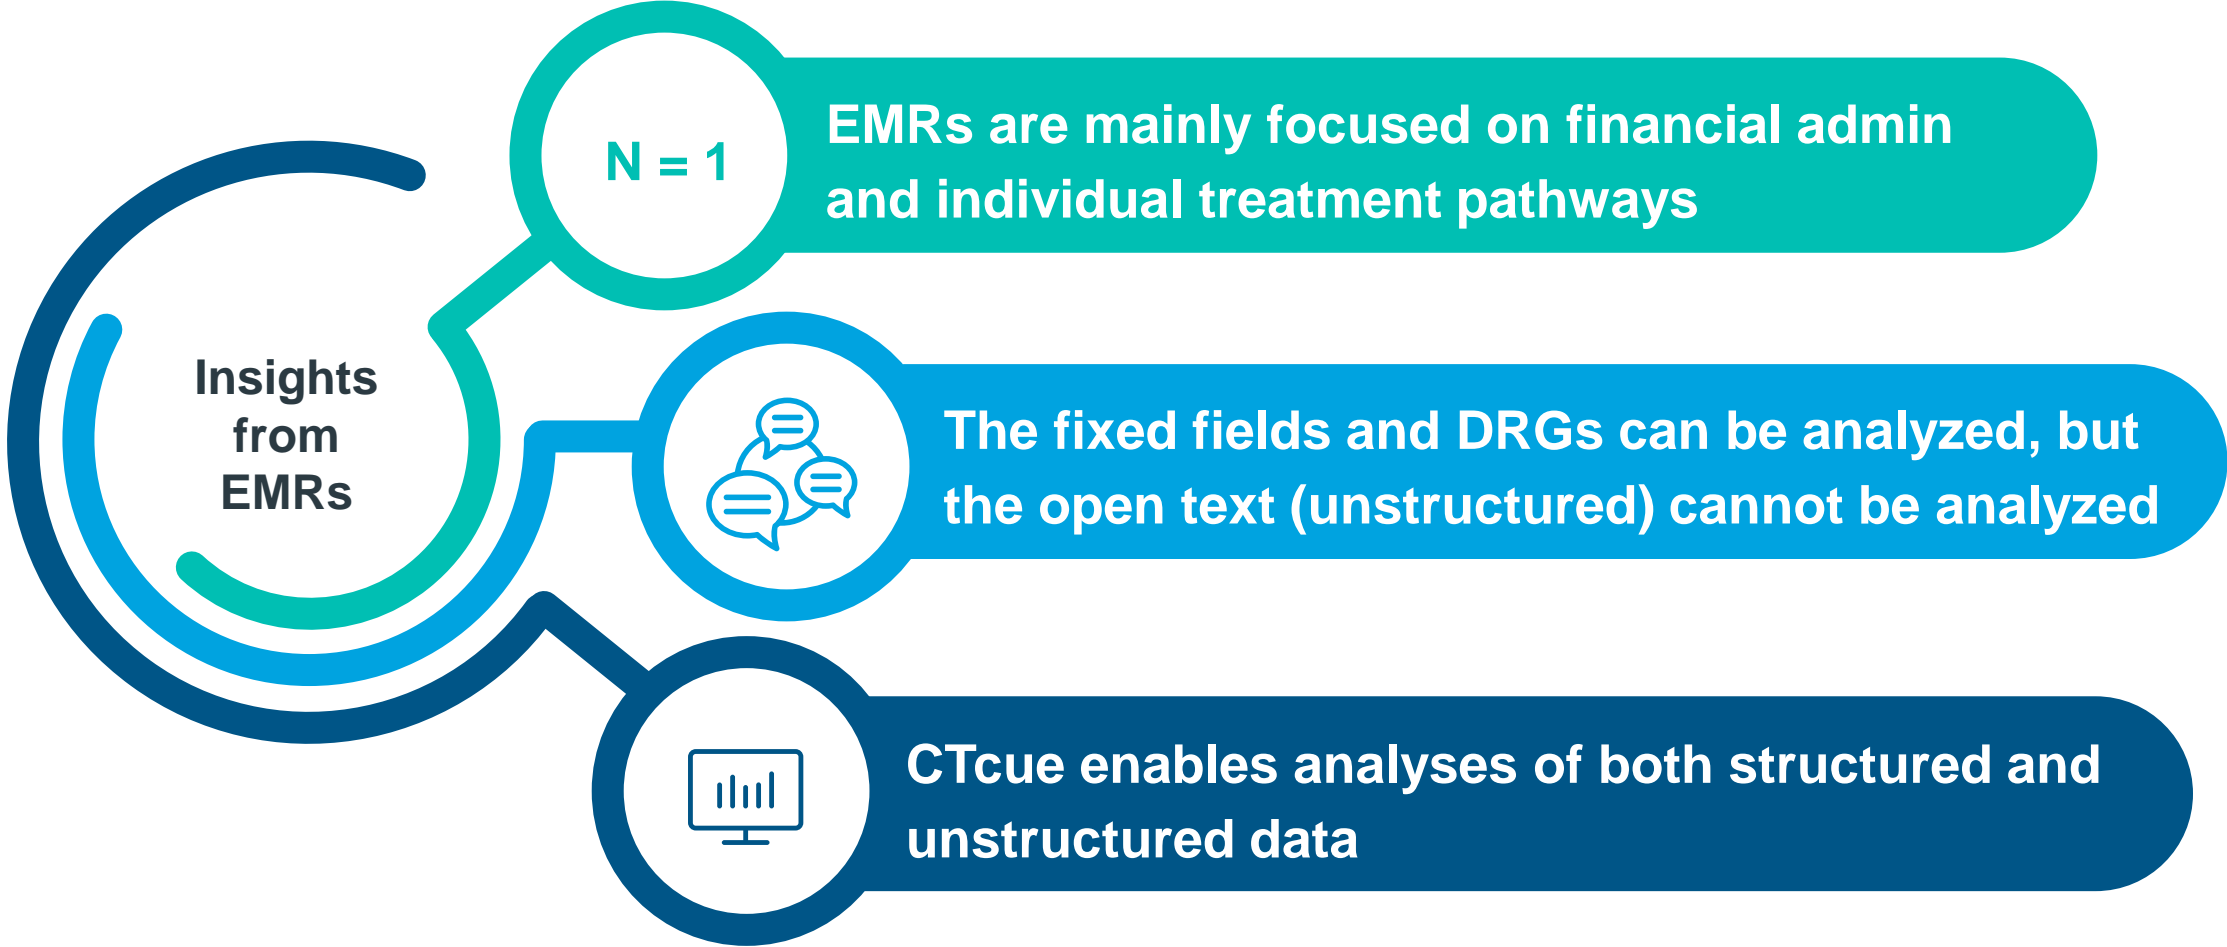 Insights
from
EMRs
N = 1
EMRs are mainly focused on financial admin
and individual treatment pathways
The fixed fields and DRGs can be analyzed, but
the open text (unstructured) cannot be analyzed
CTcue enables analyses of both structured and
unstructured data